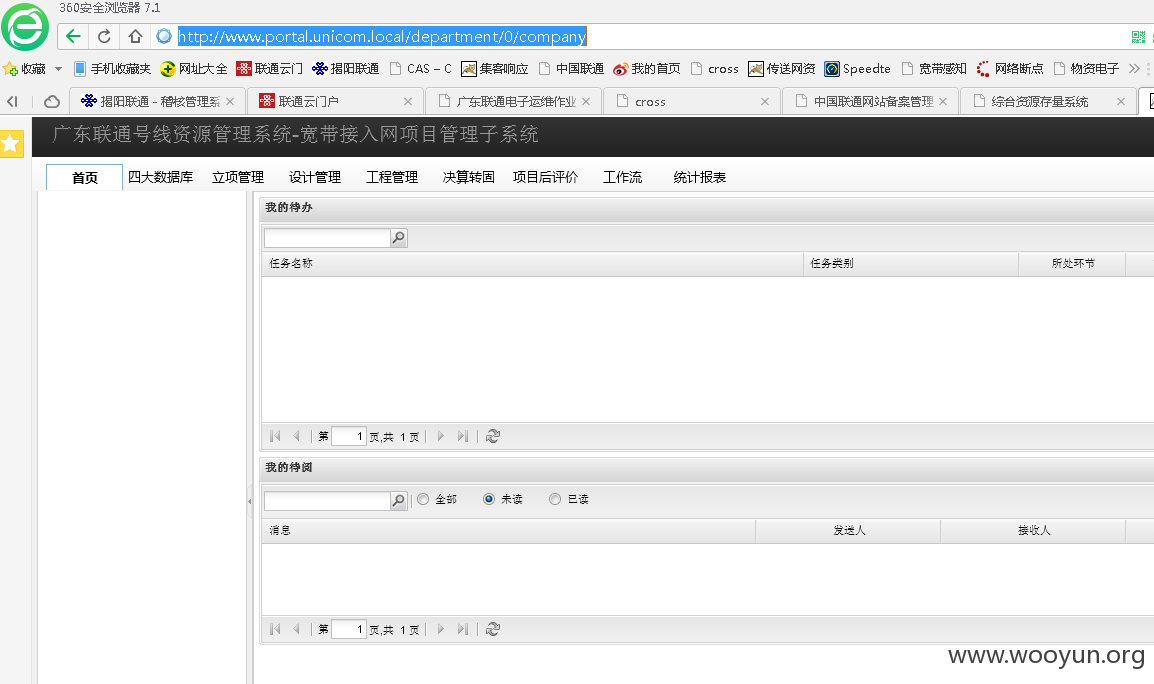 360安全浏览器 7.1
http://www.portal.unicom.local/department/0/company
收藏 手机收藏夹 网址大全 联通云门 揭阳联通 CAS - C 集客响应 中国联通 我的首页 cross 传送网资 Speedte 宽带感知 网络断点 物资电子
揭阳联通 - 稽核管理系 联通云门户 广东联通电子运维作业 cross 中国联通网站备案管理 综合资源存量系统
广东联通号线资源管理系统-宽带接入网项目管理子系统
首页 四大数据库 立项管理 设计管理 工程管理 决算转固 项目后评价 工作流 统计报表
我的待办
任务名称 任务类别 所处环节
第 1 页,共 1 页
我的待阅
全部 未读 已读
消息 发送人 接收人
第 1 页,共 1 页
www.wooyun.org